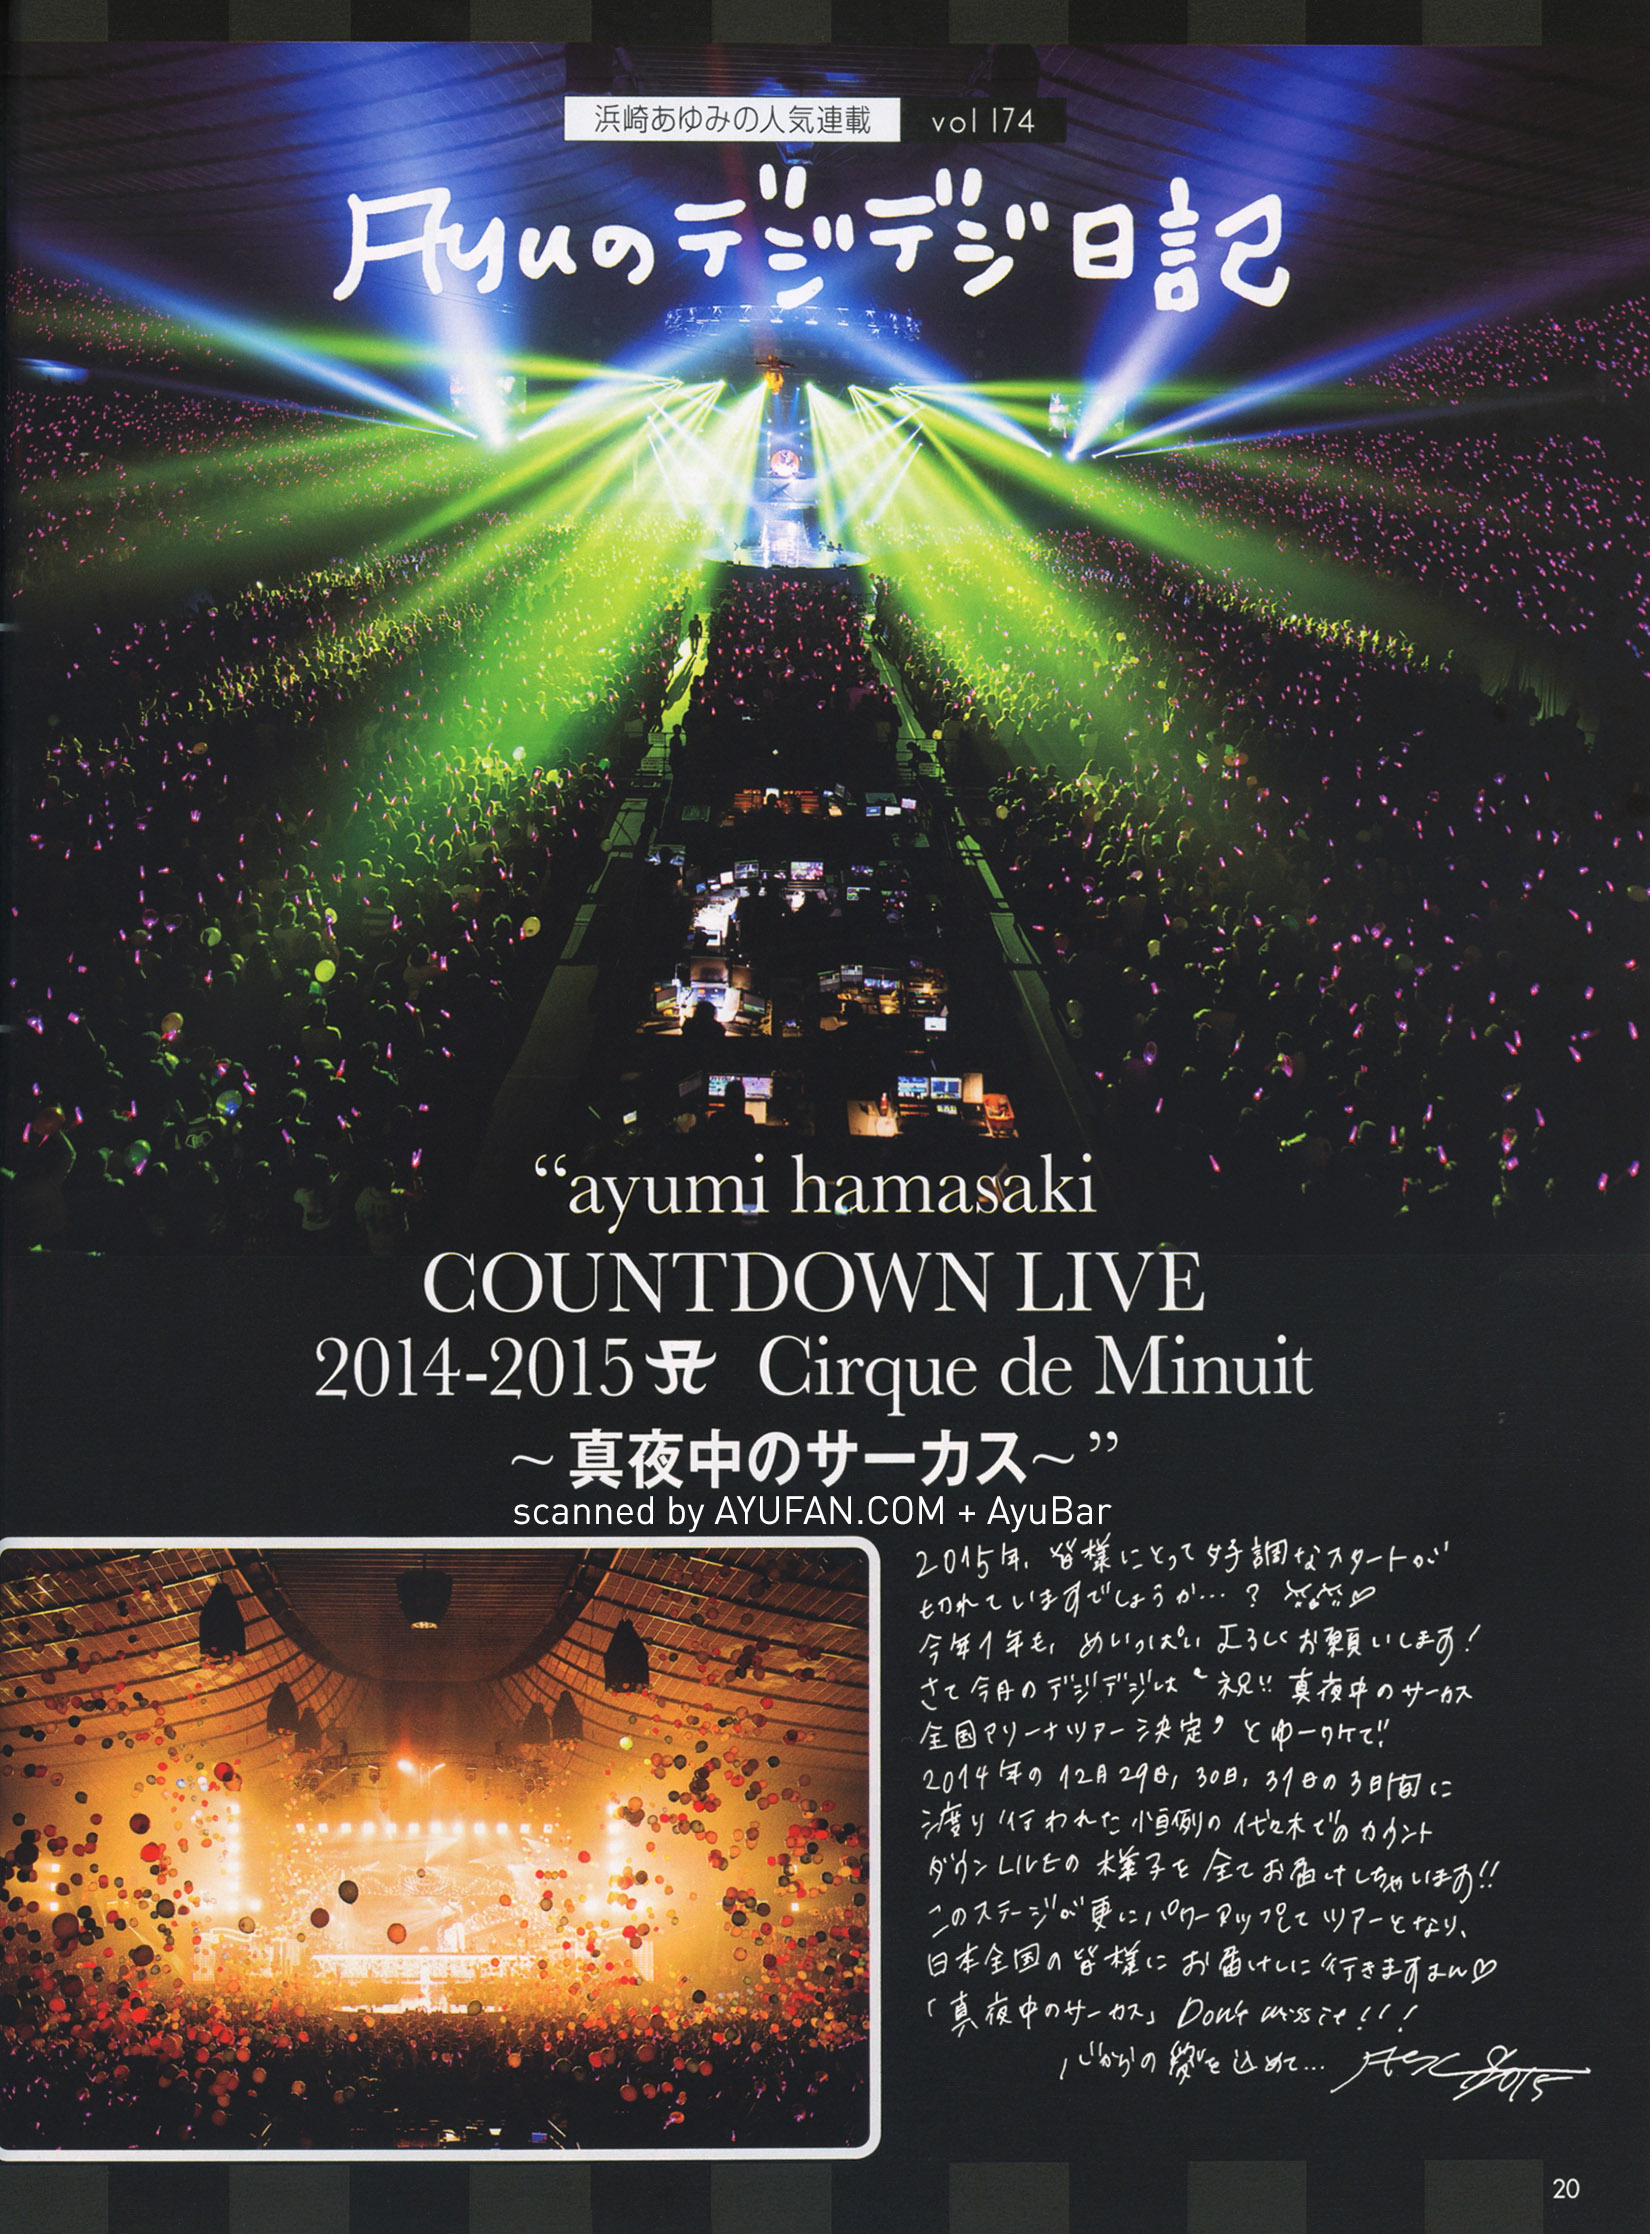 浜崎あゆみの人気連載 vol 174
Ayuのデジデジ日記
“ayumi hamasaki
COUNTDOWN LIVE
2014-2015 A Cirque de Minuit
～真夜中のサーカス～”
scanned by AYUFAN.COM + AyuBar
2015年、皆様にとって好調なスタートが
切れていますでしょうか…？
今年1年も、めいっぱいよろしくお願いします！
さて今月のデジデジは“祝!! 真夜中のサーカス
全国アリーナツアー決定”とゆーワケで!
2014年の12月29日, 30日, 31日の3日間に
渡り行われた恒例の代々木でのカウント
ダウンLIVEの様子を全てお届けしちゃいます!!
このステージが更にパワーアップしてツアーとなり、
日本全国の皆様にお届けしに行きますまん♡
「真夜中のサーカス」Don't miss it!!!
心からの愛を込めて… 2015
20